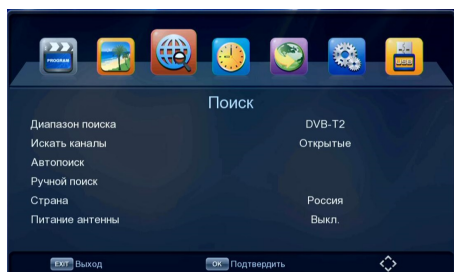 PROGRAM
USB
Поиск
Диапазон поиска DVB-T2
Искать каналы Открытые
Автопоиск
Ручной поиск
Страна Россия
Питание антенны Выкл.
EXIT Выход OK Подтвердить